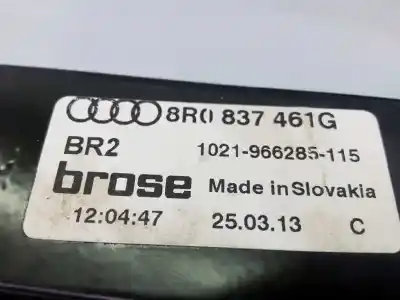 8R0 837 461G
BR2 1021-966285-115
brose Made in Slovakia
12:04:47 25.03.13 C